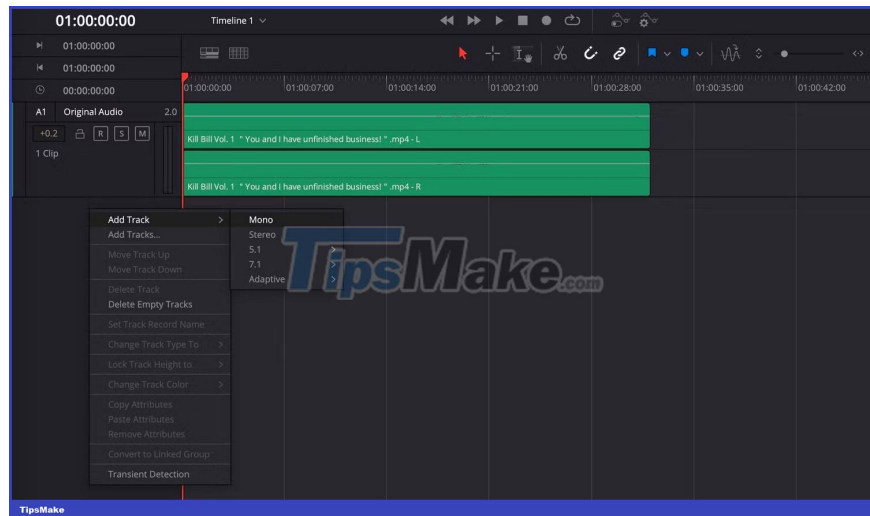 01:00:00:00
Timeline 1
01:00:00:00
01:00:00:00
00:00:00:00
01:00:00:00 01:00:07:00 01:00:14:00 01:00:21:00 01:00:28:00 01:00:35:00 01:00:42:00
A1 Original Audio 2.0
+0.2 R S M
1 Clip
Kill Bill Vol. 1 " You and I have unfinished business! " .mp4 - L
Kill Bill Vol. 1 " You and I have unfinished business! " .mp4 - R
Add Track
Add Tracks...
Move Track Up
Move Track Down
Delete Track
Delete Empty Tracks
Set Track Record Name
Change Track Type To
Lock Track Height to
Change Track Color
Copy Attributes
Paste Attributes
Remove Attributes
Convert to Linked Group
Transient Detection
Mono
Stereo
5.1
7.1
Adaptive
TipsMake.com
TipsMake